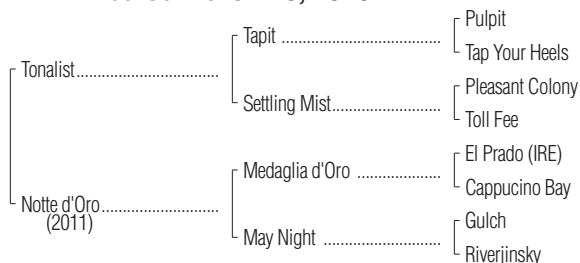 Pulpit
Tapit
Tap Your Heels
Tonalist
Pleasant Colony
Settling Mist
Toll Fee
El Prado (IRE)
Medaglia d'Oro
Cappucino Bay
Notte d'Oro
(2011)
Gulch
May Night
Riverjinsky